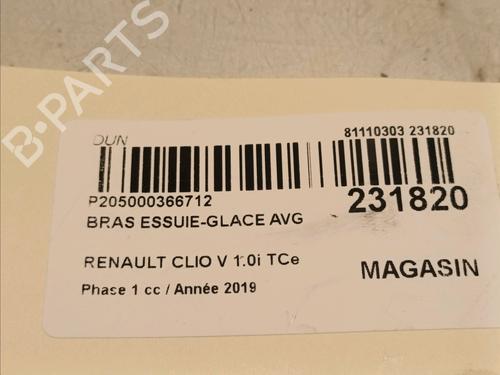 B-PARTS
DUN
81110303 231820
P205000366712
231820
BRAS ESSUIE-GLACE AVG
RENAULT CLIO V 1.0i TCe
MAGASIN
Phase 1 cc / Année 2019